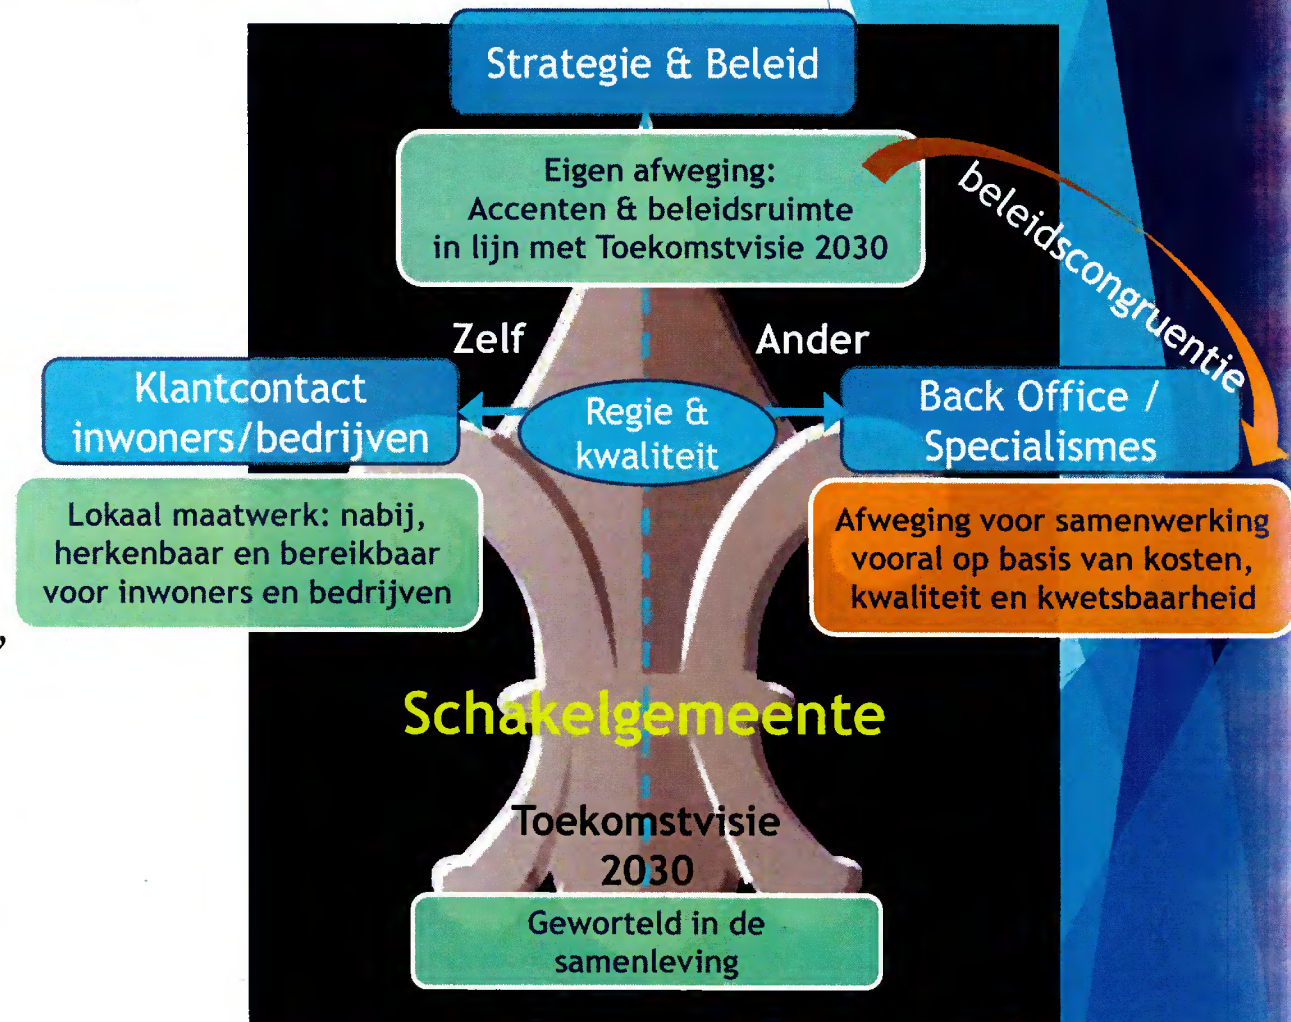 Strategie & Beleid
Eigen afweging:
Accenten & beleidsruimte
in lijn met Toekomstvisie 2030
beleidscongruentie
Zelf
Ander
Klantcontact
inwoners/bedrijven
Regie &
kwaliteit
Back Office /
Specialismes
Lokaal maatwerk: nabij,
herkenbaar en bereikbaar
voor inwoners en bedrijven
Afweging voor samenwerking
vooral op basis van kosten,
kwaliteit en kwetsbaarheid
,
Schakelgemeente
Toekomstvisie
2030
Geworteld in de
samenleving